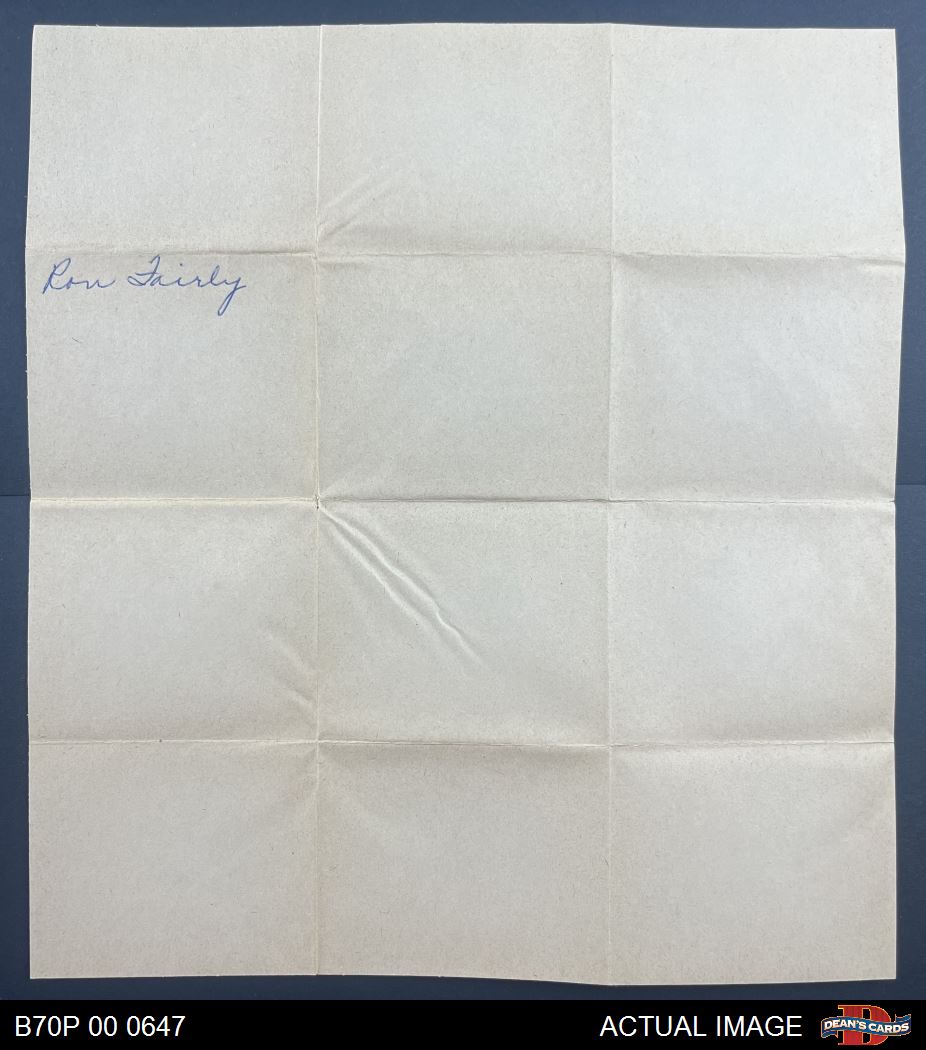 Ron Fairly
B70P 00 0647
ACTUAL IMAGE
D
DEAN'S CARDS